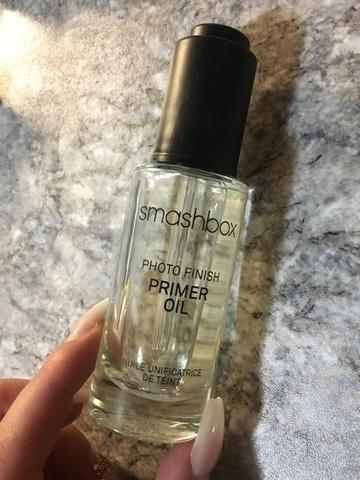 smashbox
PHOTO FINISH
PRIMER
OIL
HUILE UNIFICATRICE
DE TEINT